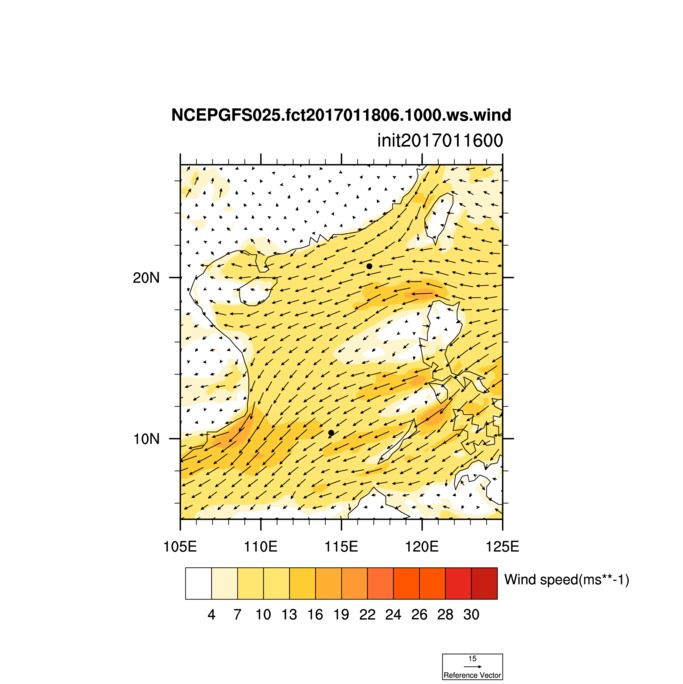 NCEPGFS025.fct2017011806.1000.ws.wind
init2017011600
20N
10N
105E 110E 115E 120E 125E
Wind speed(ms**-1)
4 7 10 13 16 19 22 24 26 28 30
15
Reference Vector